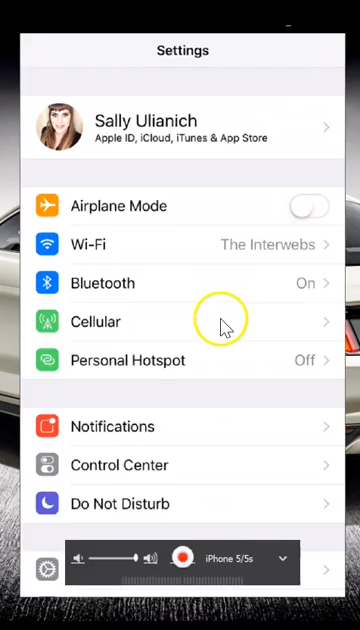 Settings
Sally Ulianich
Apple ID, iCloud, iTunes & App Store
Airplane Mode
Wi-Fi The Interwebs
Bluetooth On
Cellular
Personal Hotspot Off
Notifications
Control Center
Do Not Disturb
iPhone 5/5s